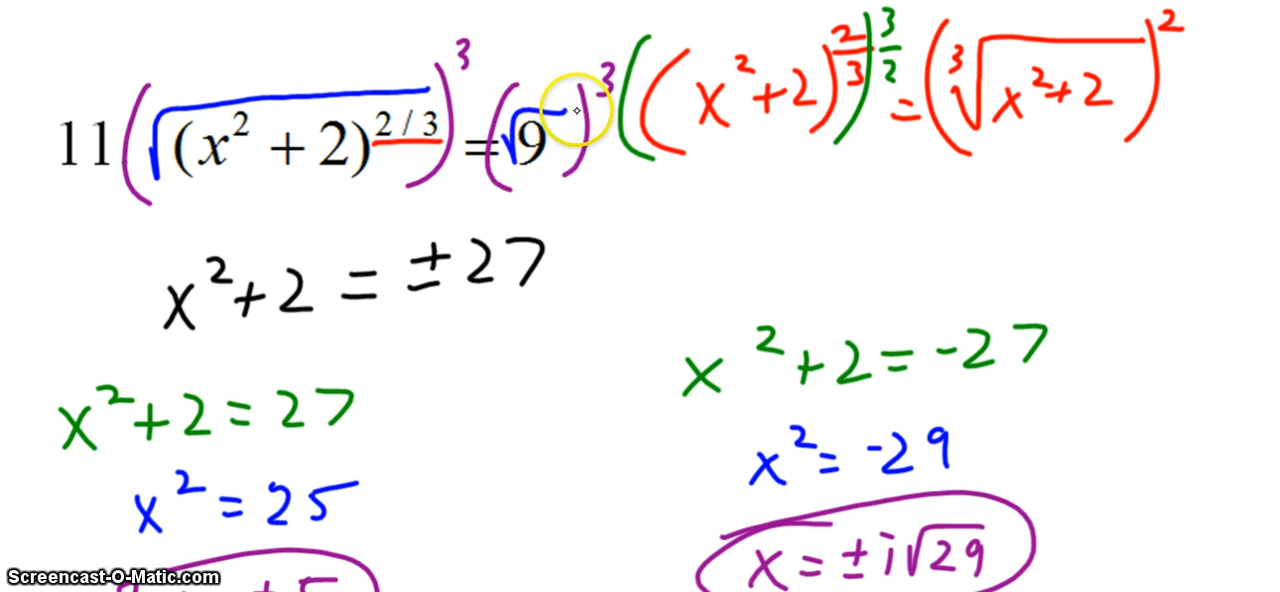 11 (√(x² + 2)^2/3)³ = (√9)³ ((x²+2)^2/3)^3/2 = (∛x²+2)²
x²+2 = ±27
x²+2 = -27
x²+2 = 27
x² = -29
x² = 25
x = ±i√29
± 5
Screencast-O-Matic.com